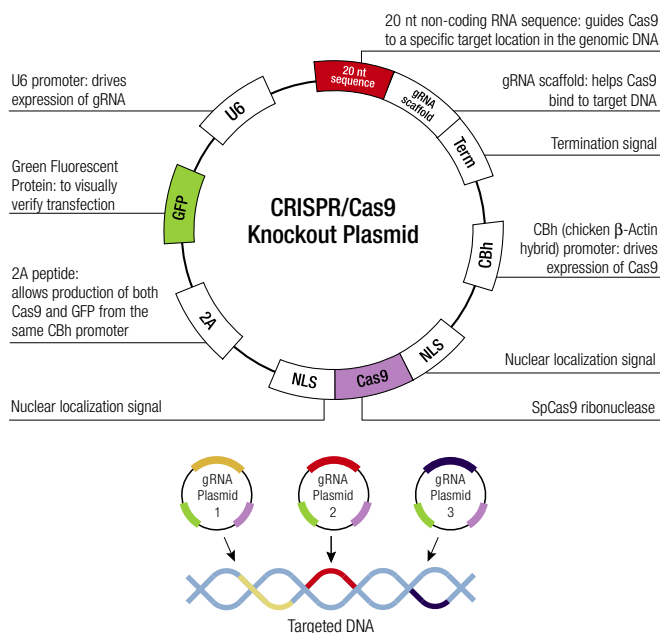 20 nt non-coding RNA sequence: guides Cas9
to a specific target location in the genomic DNA
U6 promoter: drives
expression of gRNA
20 nt
sequence
gRNA
scaffold
gRNA scaffold: helps Cas9
bind to target DNA
U6
Term
Termination signal
Green Fluorescent
Protein: to visually
verify transfection
GFP
CRISPR/Cas9
Knockout Plasmid
CBh
CBh (chicken β-Actin
hybrid) promoter: drives
expression of Cas9
2A peptide:
allows production of both
Cas9 and GFP from the
same CBh promoter
2A
NLS
Cas9
NLS
Nuclear localization signal
Nuclear localization signal
SpCas9 ribonuclease
gRNA
Plasmid
1
gRNA
Plasmid
2
gRNA
Plasmid
3
Targeted DNA